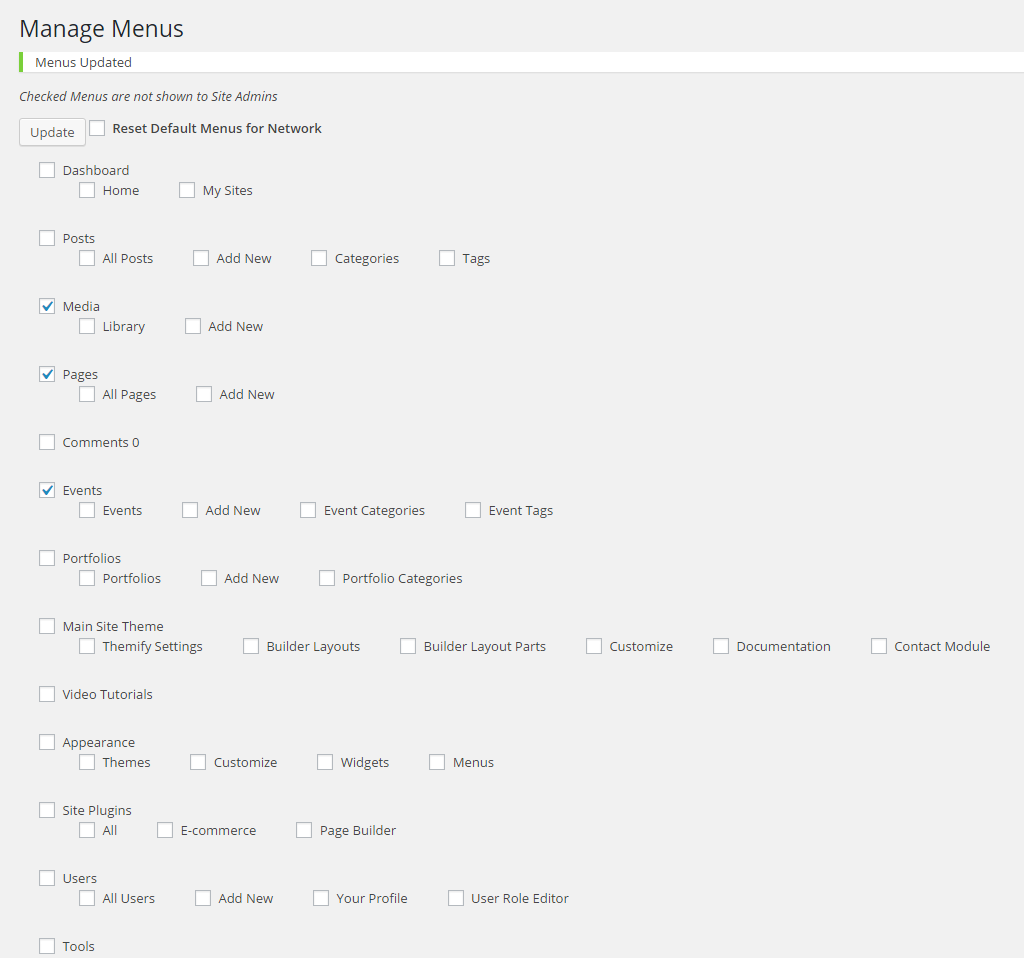 Manage Menus
Menus Updated
Checked Menus are not shown to Site Admins
Update Reset Default Menus for Network
Dashboard
Home My Sites
Posts
All Posts Add New Categories Tags
Media
Library Add New
Pages
All Pages Add New
Comments 0
Events
Events Add New Event Categories Event Tags
Portfolios
Portfolios Add New Portfolio Categories
Main Site Theme
Themify Settings Builder Layouts Builder Layout Parts Customize Documentation Contact Module
Video Tutorials
Appearance
Themes Customize Widgets Menus
Site Plugins
All E-commerce Page Builder
Users
All Users Add New Your Profile User Role Editor
Tools